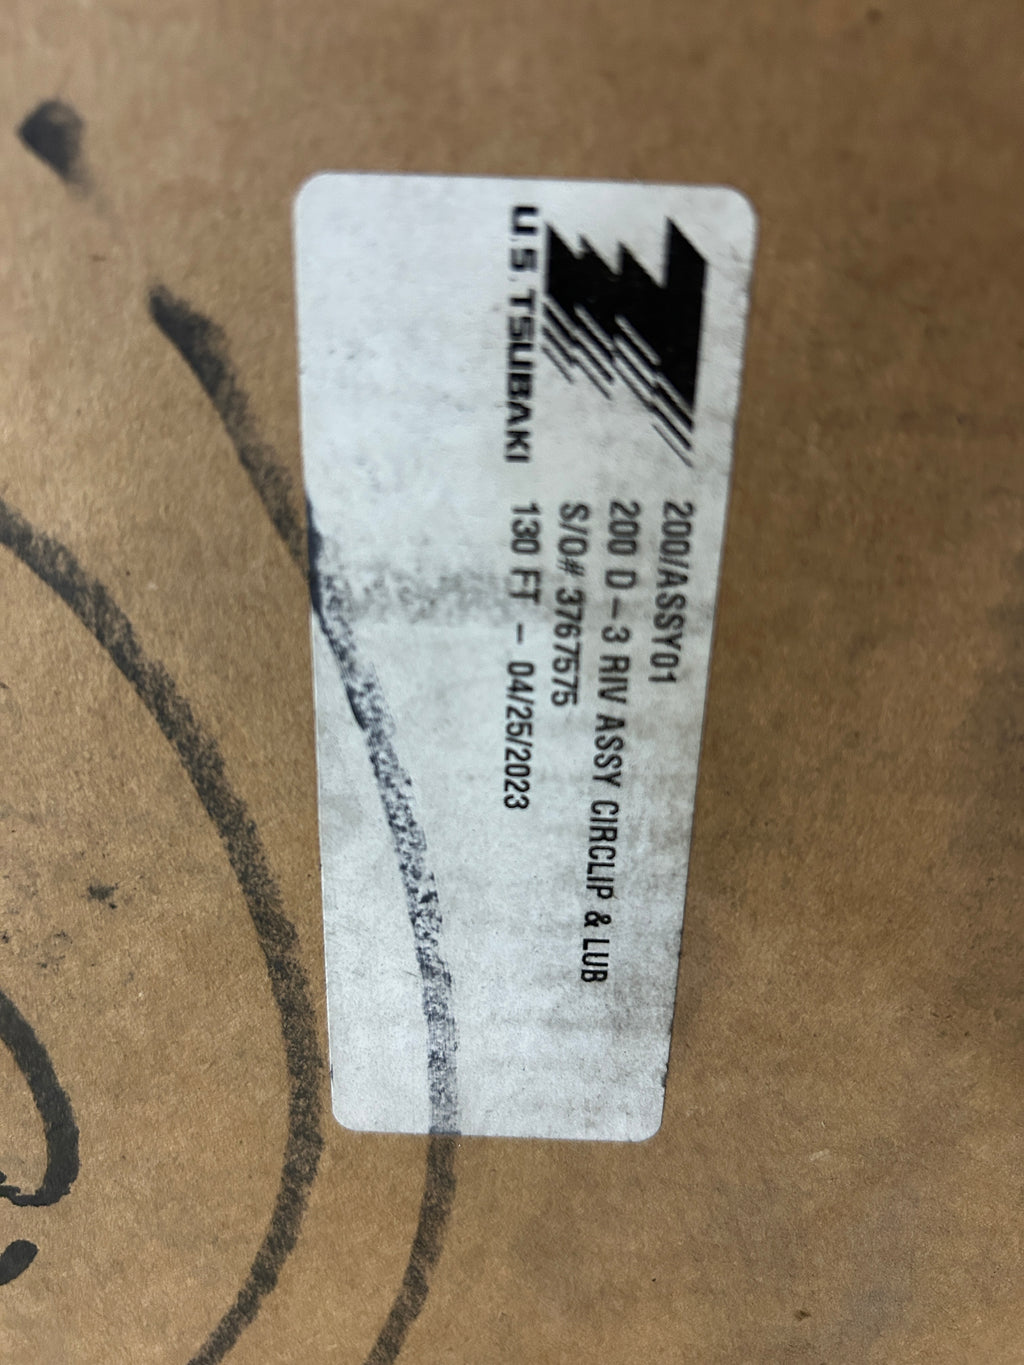 U.S. TSUBAKI
200/ASSY01
200 D-3 RIV ASSY CIRCLIP & LUB
S/O# 3767575
130 FT - 04/25/2023